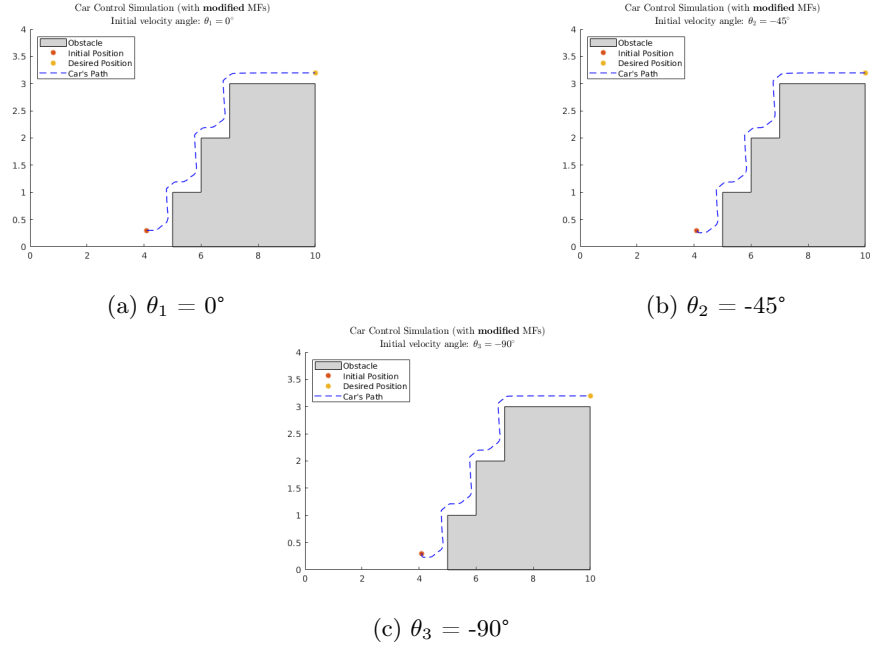 Car Control Simulation (with modified MFs)
Initial velocity angle: θ₁ = 0°
4
3.5
3
2.5
2
1.5
1
0.5
0
0 2 4 6 8 10
Obstacle
Initial Position
Desired Position
Car's Path
(a) θ₁ = 0°
Car Control Simulation (with modified MFs)
Initial velocity angle: θ₂ = −45°
4
3.5
3
2.5
2
1.5
1
0.5
0
0 2 4 6 8 10
Obstacle
Initial Position
Desired Position
Car's Path
(b) θ₂ = -45°
Car Control Simulation (with modified MFs)
Initial velocity angle: θ₃ = −90°
4
3.5
3
2.5
2
1.5
1
0.5
0
0 2 4 6 8 10
Obstacle
Initial Position
Desired Position
Car's Path
(c) θ₃ = -90°